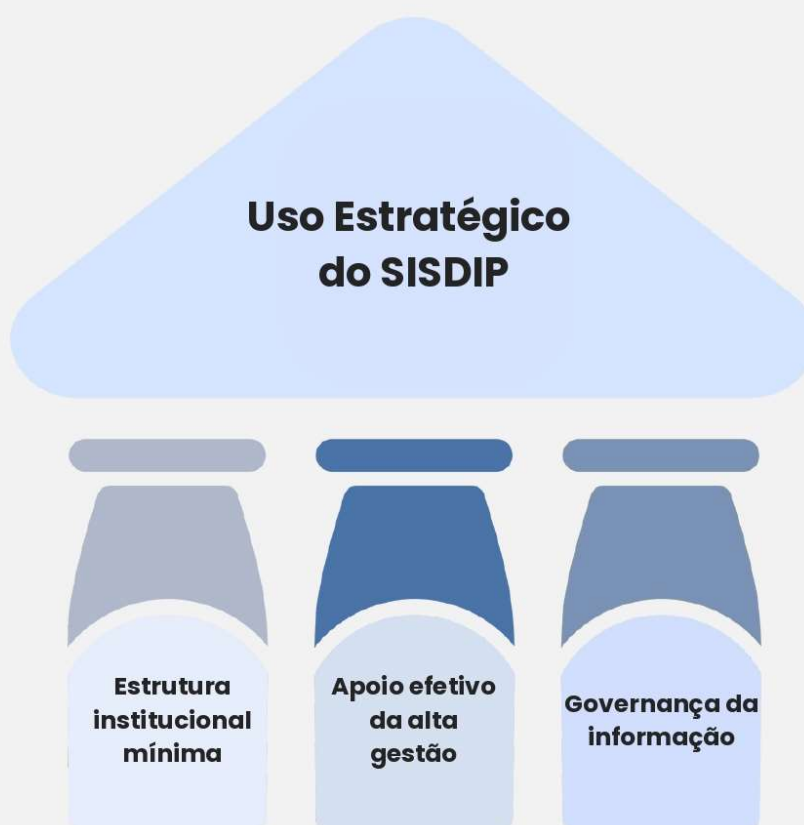 Uso Estratégico
do SISDIP
Estrutura
institucional
mínima
Apoio efetivo
da alta
gestão
Governança da
informação